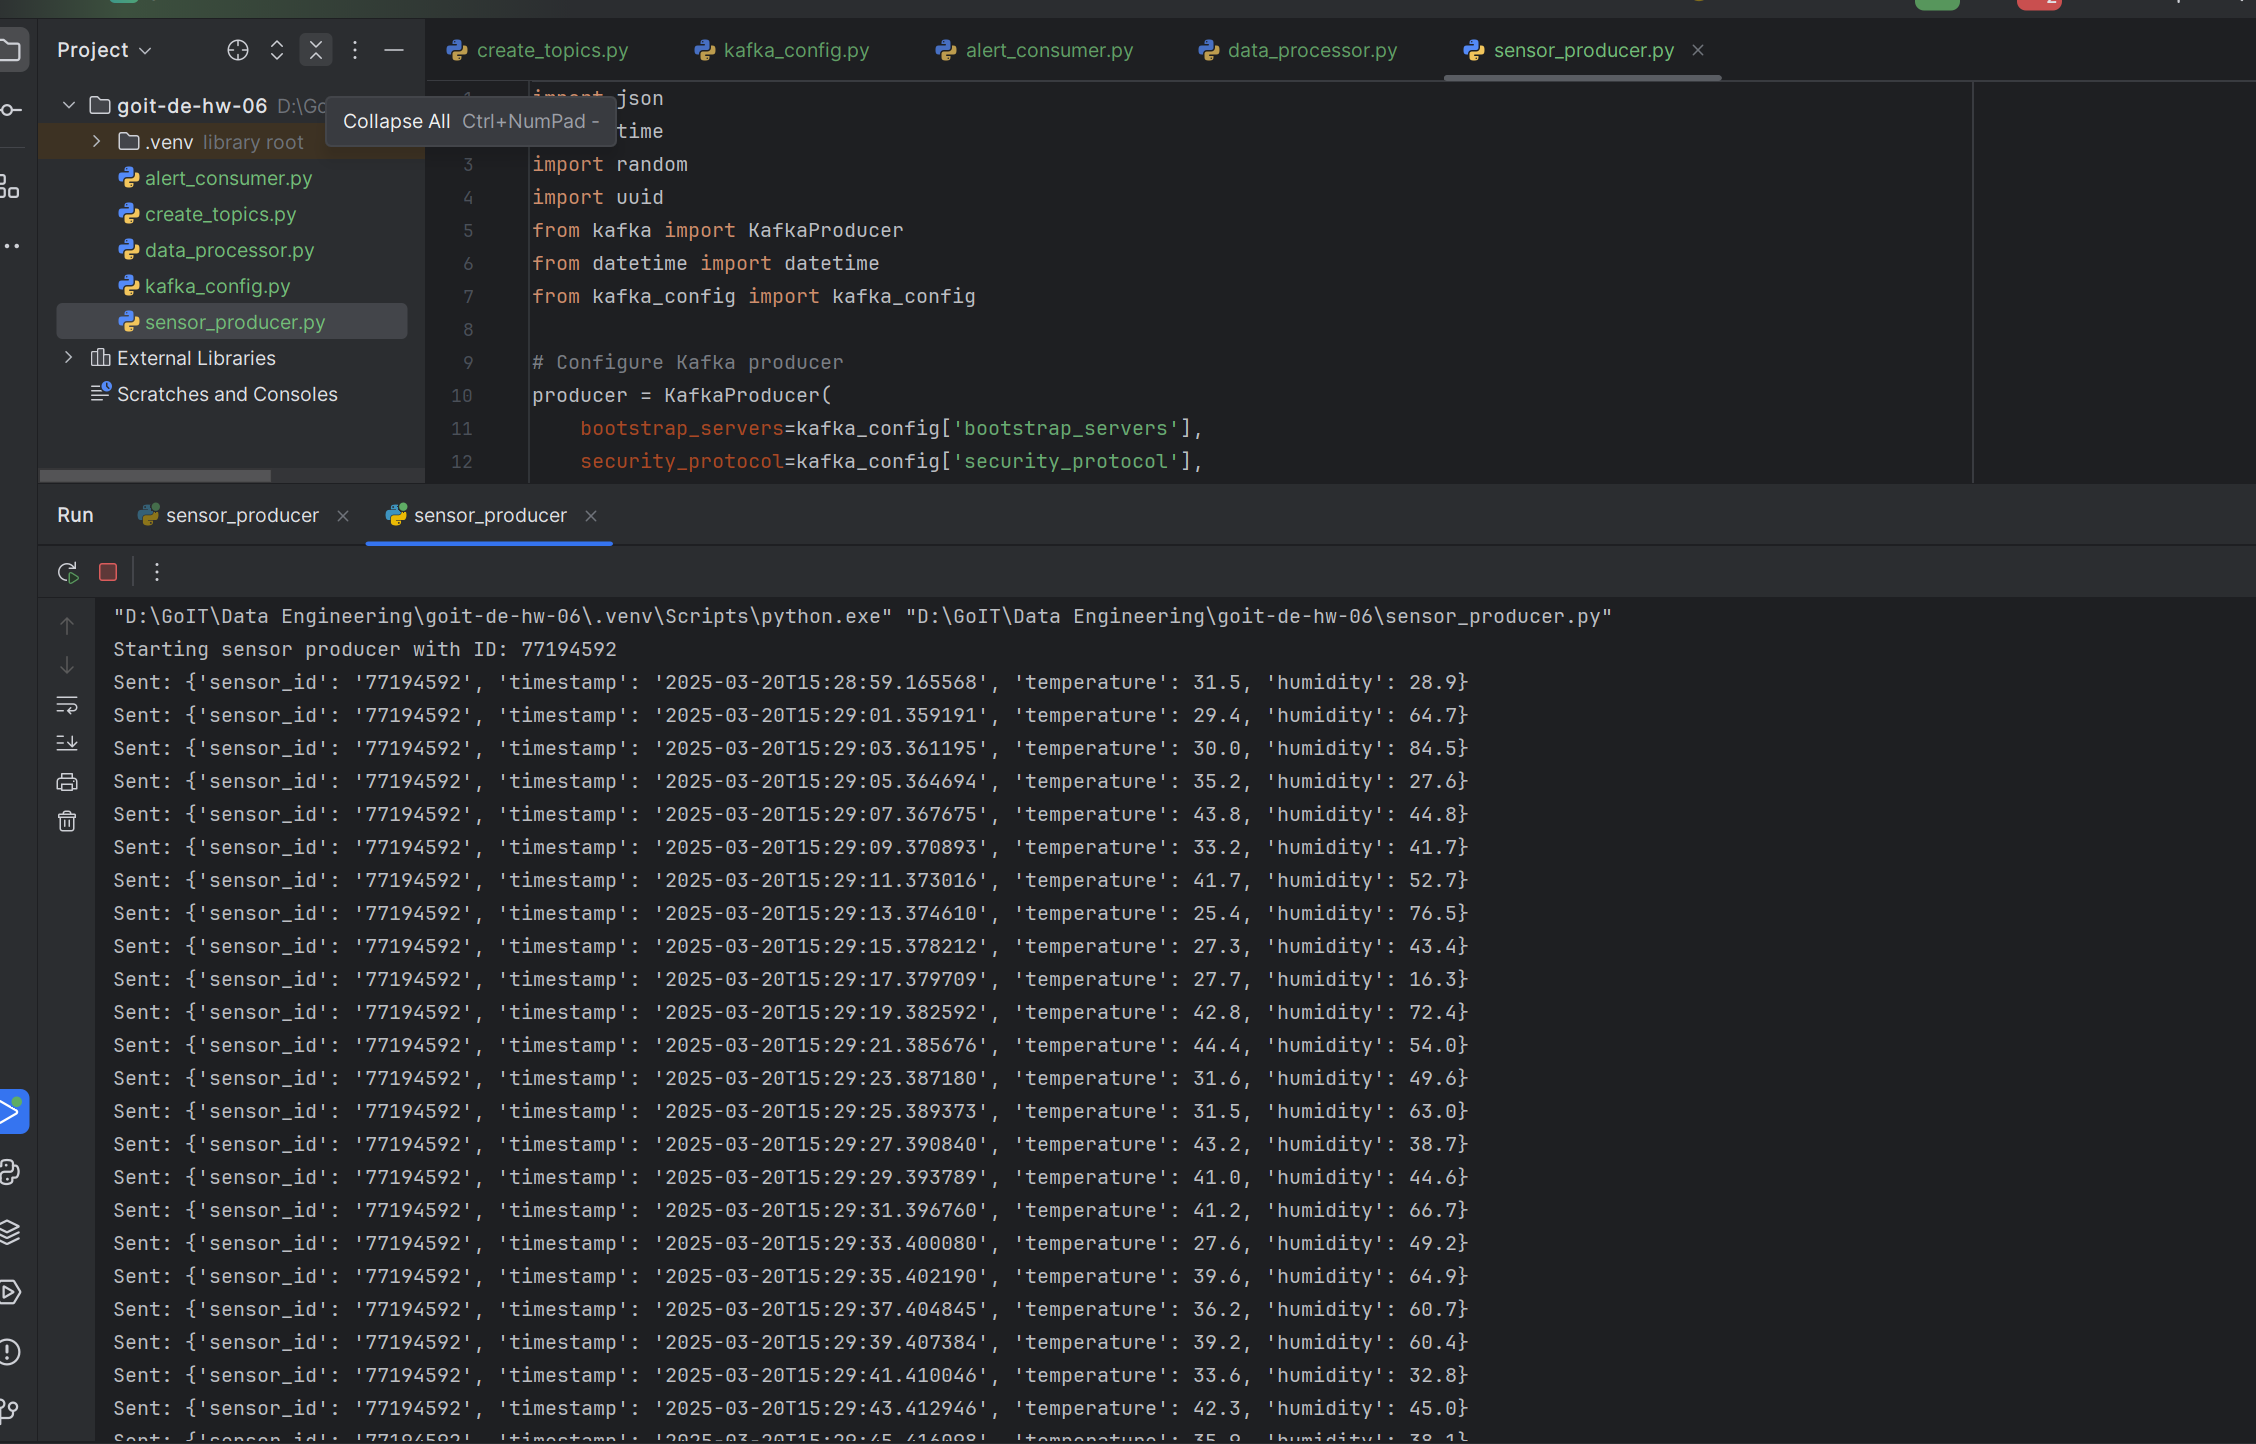 Project
create_topics.py
kafka_config.py
alert_consumer.py
data_processor.py
sensor_producer.py
goit-de-hw-06 D:\Go
.venv library root
alert_consumer.py
create_topics.py
data_processor.py
kafka_config.py
sensor_producer.py
External Libraries
Scratches and Consoles
Collapse All Ctrl+NumPad -
1 import json
time
3 import random
4 import uuid
5 from kafka import KafkaProducer
6 from datetime import datetime
7 from kafka_config import kafka_config
8
9 # Configure Kafka producer
10 producer = KafkaProducer(
11 bootstrap_servers=kafka_config['bootstrap_servers'],
12 security_protocol=kafka_config['security_protocol'],
Run sensor_producer sensor_producer
"D:\GoIT\Data Engineering\goit-de-hw-06\.venv\Scripts\python.exe" "D:\GoIT\Data Engineering\goit-de-hw-06\sensor_producer.py"
Starting sensor producer with ID: 77194592
Sent: {'sensor_id': '77194592', 'timestamp': '2025-03-20T15:28:59.165568', 'temperature': 31.5, 'humidity': 28.9}
Sent: {'sensor_id': '77194592', 'timestamp': '2025-03-20T15:29:01.359191', 'temperature': 29.4, 'humidity': 64.7}
Sent: {'sensor_id': '77194592', 'timestamp': '2025-03-20T15:29:03.361195', 'temperature': 30.0, 'humidity': 84.5}
Sent: {'sensor_id': '77194592', 'timestamp': '2025-03-20T15:29:05.364694', 'temperature': 35.2, 'humidity': 27.6}
Sent: {'sensor_id': '77194592', 'timestamp': '2025-03-20T15:29:07.367675', 'temperature': 43.8, 'humidity': 44.8}
Sent: {'sensor_id': '77194592', 'timestamp': '2025-03-20T15:29:09.370893', 'temperature': 33.2, 'humidity': 41.7}
Sent: {'sensor_id': '77194592', 'timestamp': '2025-03-20T15:29:11.373016', 'temperature': 41.7, 'humidity': 52.7}
Sent: {'sensor_id': '77194592', 'timestamp': '2025-03-20T15:29:13.374610', 'temperature': 25.4, 'humidity': 76.5}
Sent: {'sensor_id': '77194592', 'timestamp': '2025-03-20T15:29:15.378212', 'temperature': 27.3, 'humidity': 43.4}
Sent: {'sensor_id': '77194592', 'timestamp': '2025-03-20T15:29:17.379709', 'temperature': 27.7, 'humidity': 16.3}
Sent: {'sensor_id': '77194592', 'timestamp': '2025-03-20T15:29:19.382592', 'temperature': 42.8, 'humidity': 72.4}
Sent: {'sensor_id': '77194592', 'timestamp': '2025-03-20T15:29:21.385676', 'temperature': 44.4, 'humidity': 54.0}
Sent: {'sensor_id': '77194592', 'timestamp': '2025-03-20T15:29:23.387180', 'temperature': 31.6, 'humidity': 49.6}
Sent: {'sensor_id': '77194592', 'timestamp': '2025-03-20T15:29:25.389373', 'temperature': 31.5, 'humidity': 63.0}
Sent: {'sensor_id': '77194592', 'timestamp': '2025-03-20T15:29:27.390840', 'temperature': 43.2, 'humidity': 38.7}
Sent: {'sensor_id': '77194592', 'timestamp': '2025-03-20T15:29:29.393789', 'temperature': 41.0, 'humidity': 44.6}
Sent: {'sensor_id': '77194592', 'timestamp': '2025-03-20T15:29:31.396760', 'temperature': 41.2, 'humidity': 66.7}
Sent: {'sensor_id': '77194592', 'timestamp': '2025-03-20T15:29:33.400080', 'temperature': 27.6, 'humidity': 49.2}
Sent: {'sensor_id': '77194592', 'timestamp': '2025-03-20T15:29:35.402190', 'temperature': 39.6, 'humidity': 64.9}
Sent: {'sensor_id': '77194592', 'timestamp': '2025-03-20T15:29:37.404845', 'temperature': 36.2, 'humidity': 60.7}
Sent: {'sensor_id': '77194592', 'timestamp': '2025-03-20T15:29:39.407384', 'temperature': 39.2, 'humidity': 60.4}
Sent: {'sensor_id': '77194592', 'timestamp': '2025-03-20T15:29:41.410046', 'temperature': 33.6, 'humidity': 32.8}
Sent: {'sensor_id': '77194592', 'timestamp': '2025-03-20T15:29:43.412946', 'temperature': 42.3, 'humidity': 45.0}
Sent: {'sensor_id': '77194592', 'timestamp': 'temperature': 'humidity':